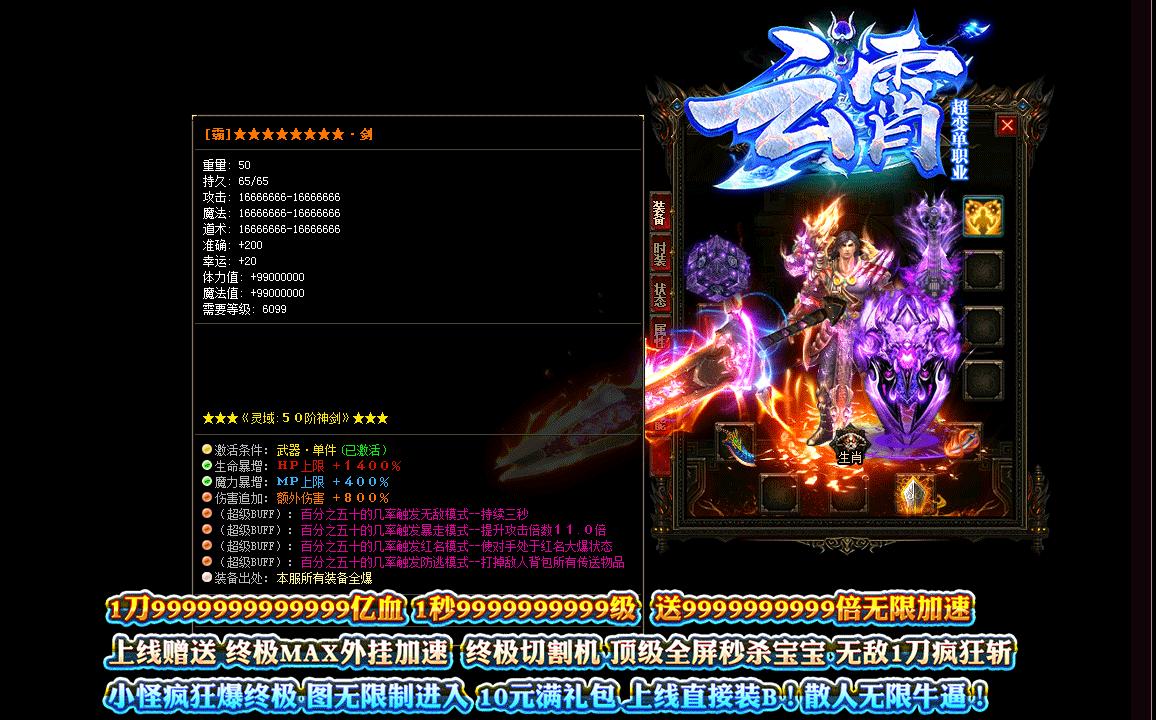 云霄
超变单职业
[霸]★★★★★★★★·剑
重量: 50
持久: 65/65
攻击: 16666666-16666666
魔法: 16666666-16666666
道术: 16666666-16666666
准确: +200
幸运: +20
体力值: +99000000
魔法值: +99000000
需要等级: 6099
★★★《灵域:５０阶神剑》★★★
激活条件: 武器·单件(已激活)
生命暴增: HP上限 +1400%
魔力暴增: MP上限 +400%
伤害追加: 额外伤害 +800%
(超级BUFF): 百分之五十的几率触发无敌模式--持续三秒
(超级BUFF): 百分之五十的几率触发暴走模式--提升攻击倍数11.0倍
(超级BUFF): 百分之五十的几率触发红名模式--使对手处于红名大爆状态
(超级BUFF): 百分之五十的几率触发防逃模式--打掉敌人背包所有传送物品
装备出处: 本服所有装备全爆
装备
时装
状态
属性
能
生肖
1刀9999999999999亿血 1秒9999999999级 送9999999999倍无限加速
上线赠送 终极MAX外挂加速 终极切割机·顶级全屏秒杀宝宝·无敌1刀疯狂斩
小怪疯狂爆终极·图无限制进入 10元满礼包 上线直接装B！散人无限牛逼！